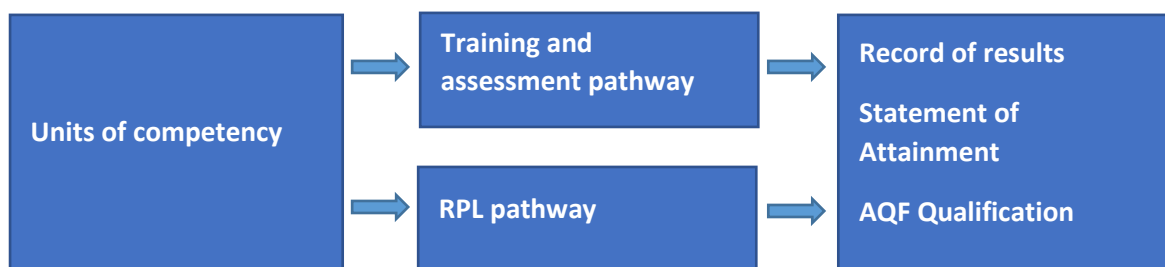 Units of competency
Training and
assessment pathway
RPL pathway
Record of results
Statement of
Attainment
AQF Qualification